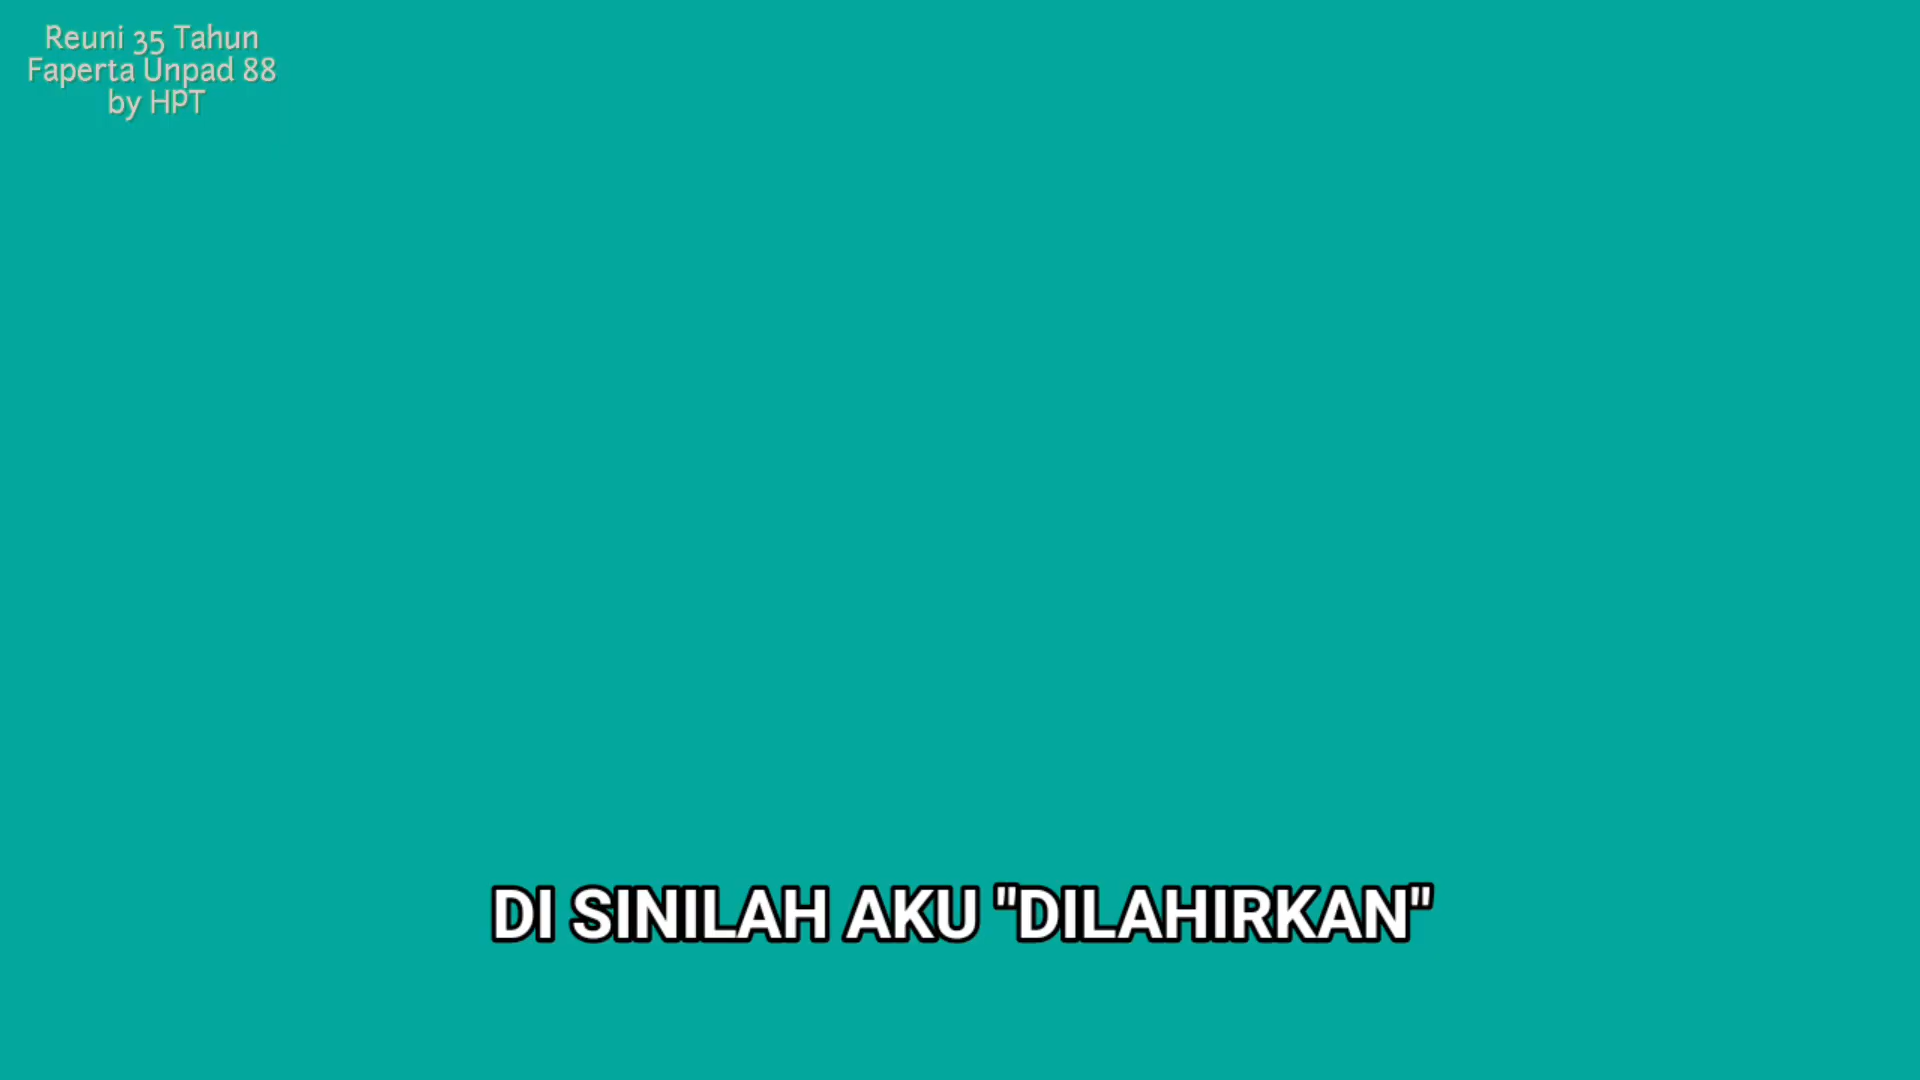 Reuni 35 Tahun
Faperta Unpad 88
by HPT
DI SINILAH AKU "DILAHIRKAN"